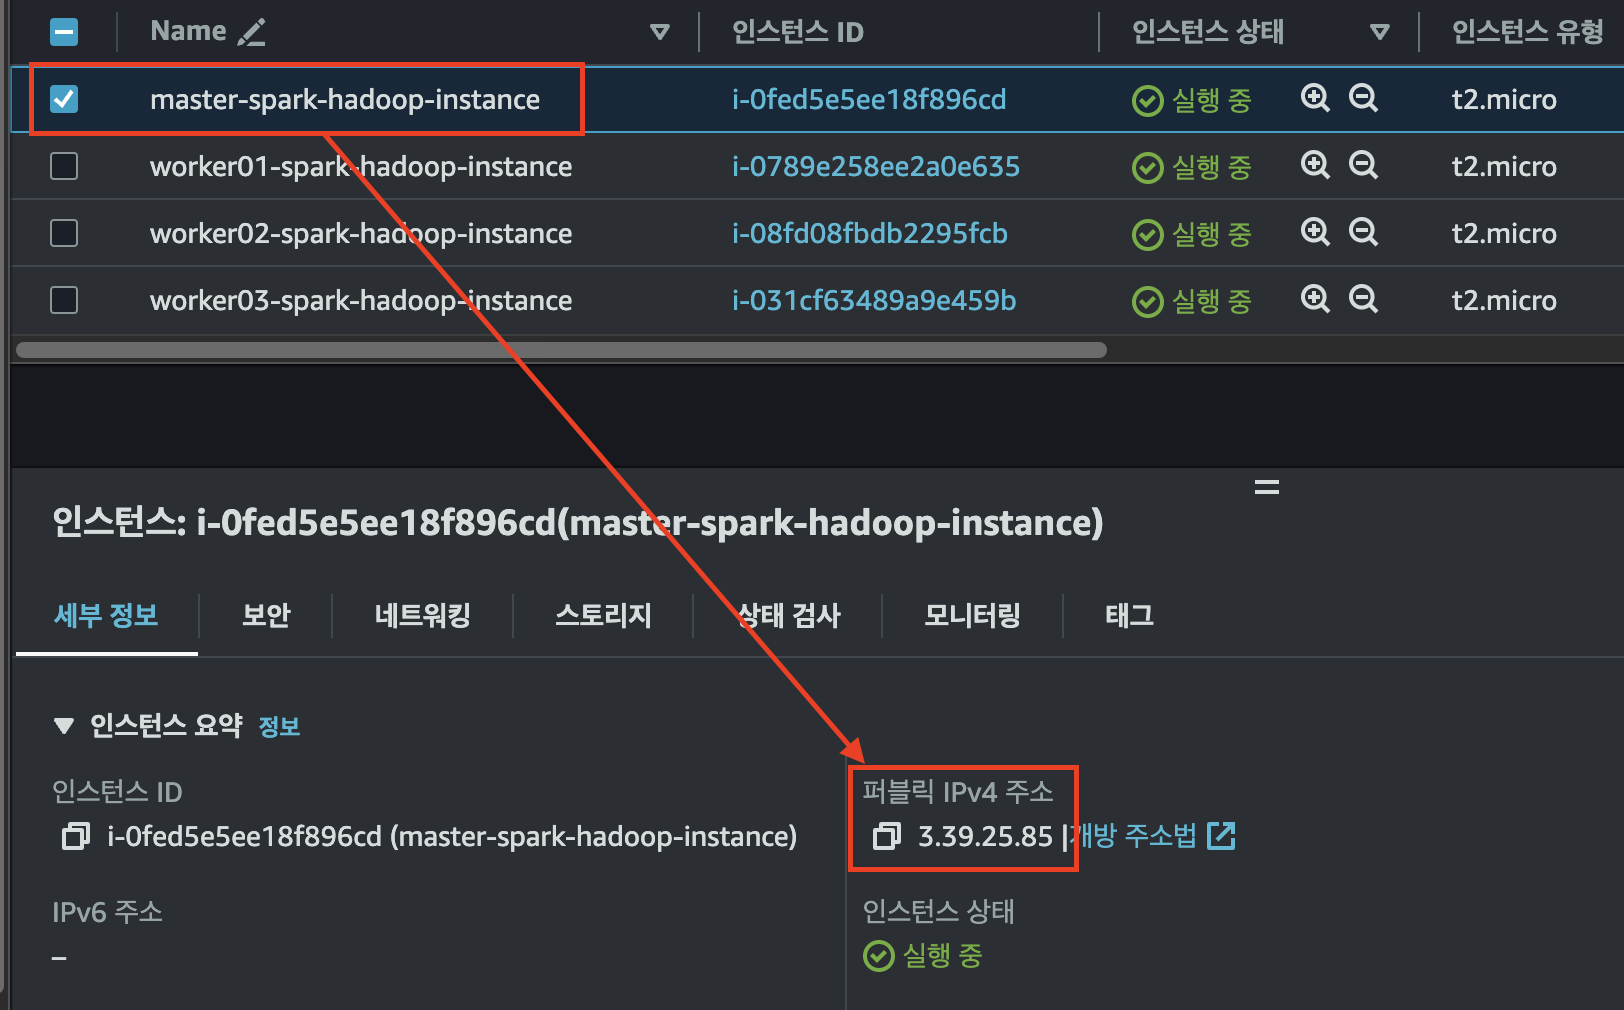 Name 인스턴스 ID 인스턴스 상태 인스턴스 유형
master-spark-hadoop-instance i-0fed5e5ee18f896cd 실행 중 t2.micro
worker01-spark-hadoop-instance i-0789e258ee2a0e635 실행 중 t2.micro
worker02-spark-hadoop-instance i-08fd08fbdb2295fcb 실행 중 t2.micro
worker03-spark-hadoop-instance i-031cf63489a9e459b 실행 중 t2.micro
인스턴스: i-0fed5e5ee18f896cd(master-spark-hadoop-instance)
세부 정보 보안 네트워킹 스토리지 상태 검사 모니터링 태그
인스턴스 요약 정보
인스턴스 ID 퍼블릭 IPv4 주소
i-0fed5e5ee18f896cd (master-spark-hadoop-instance) 3.39.25.85 |개방 주소법
IPv6 주소 인스턴스 상태
– 실행 중